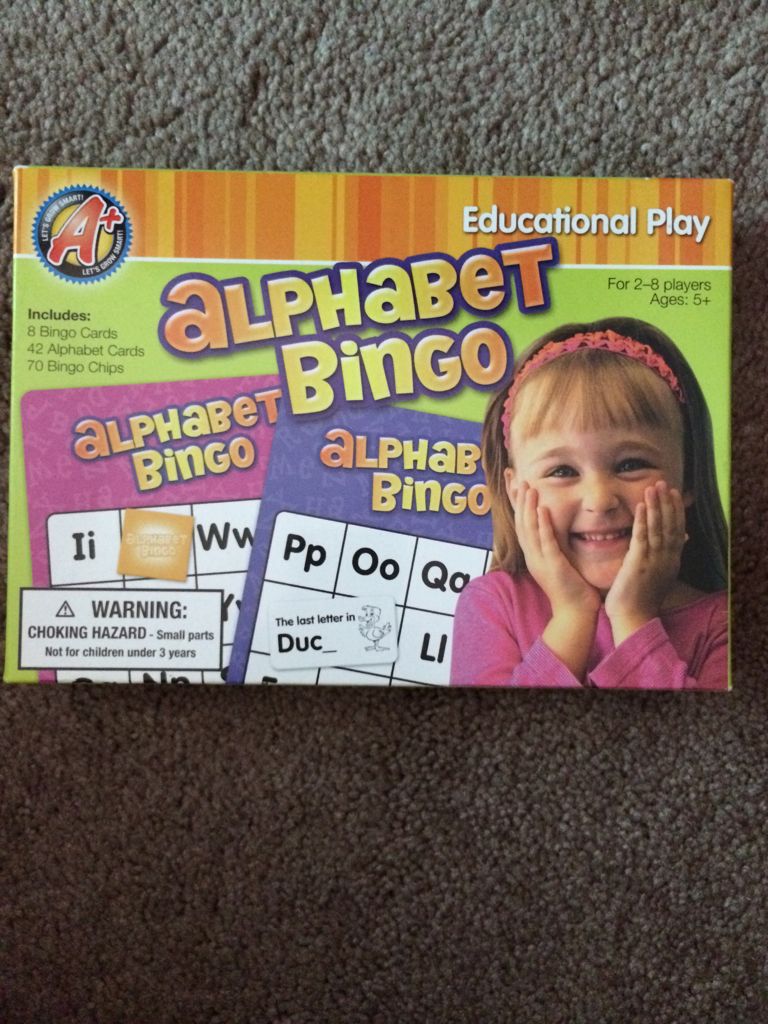 LET'S GROW SMART!
A+
LET'S GROW SMART!
Educational Play
For 2–8 players
Ages: 5+
ALPHABET
BINGO
Includes:
8 Bingo Cards
42 Alphabet Cards
70 Bingo Chips
ALPHABET
BINGO
Ii
ALPHABET
BINGO
Ww
ALPHAB
BINGO
Pp
Oo
Qq
The last letter in
Duc_
Ll
WARNING:
CHOKING HAZARD - Small parts
Not for children under 3 years